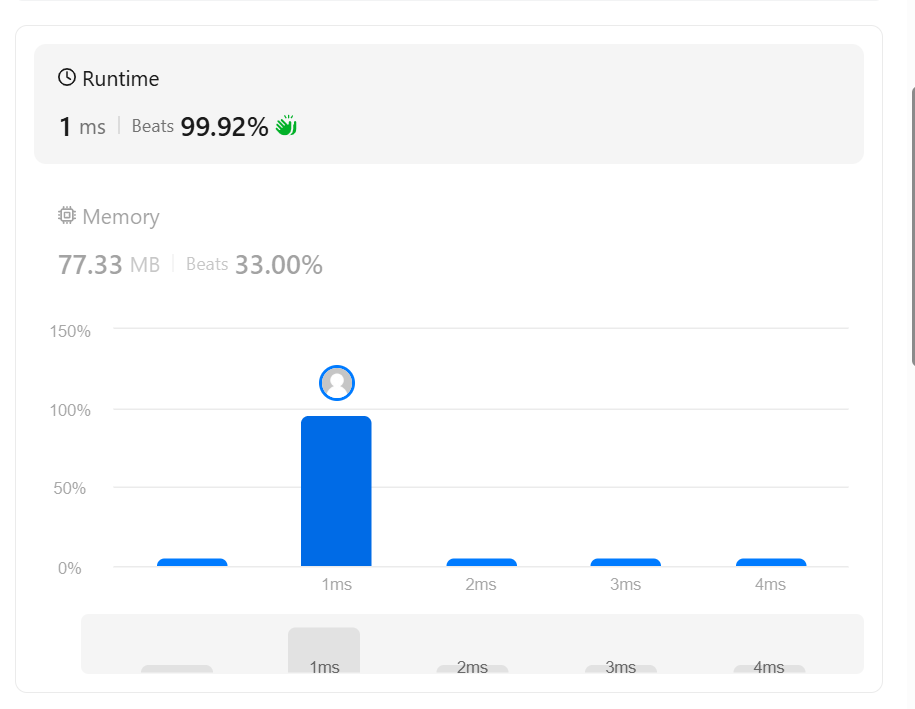 Runtime
1 ms Beats 99.92%
Memory
77.33 MB Beats 33.00%
150%
100%
50%
0%
1ms 2ms 3ms 4ms
1ms 2ms 3ms 4ms